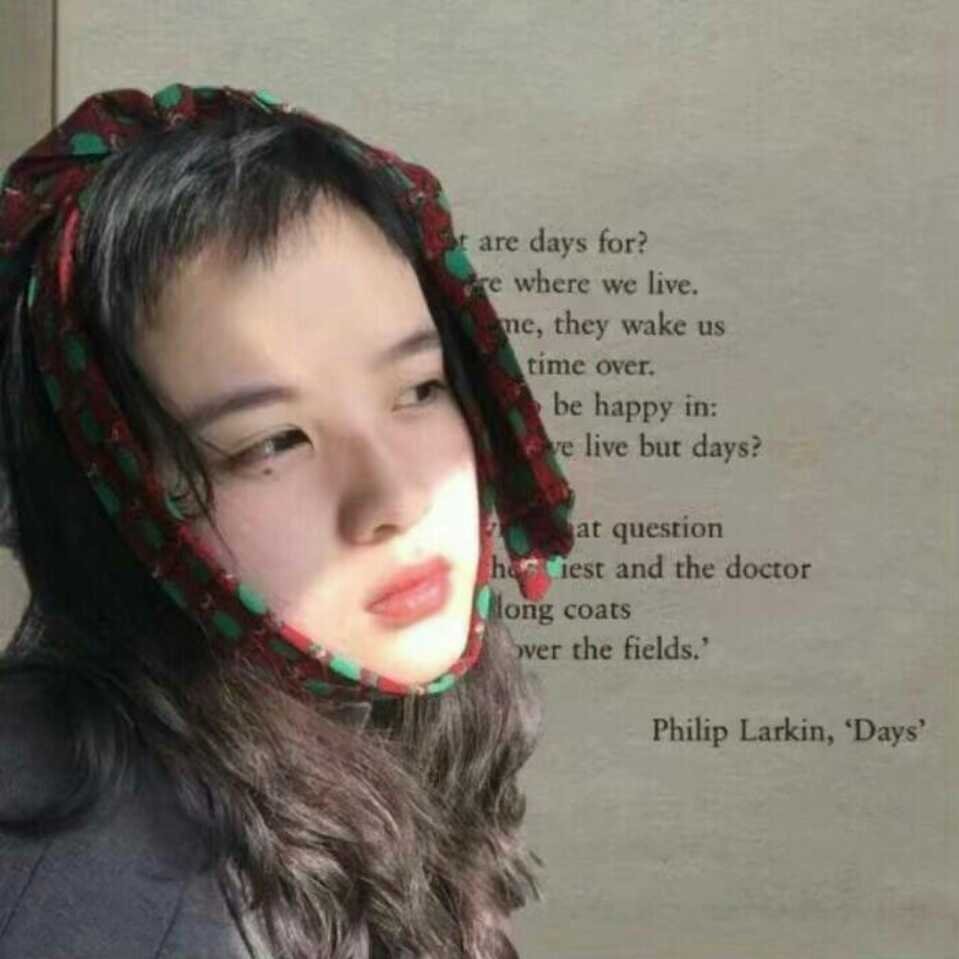 are days for?
where we live.
they wake us
time over.
be happy in:
live but days?
question
and the doctor
long coats
over the fields.’
Philip Larkin, ‘Days’